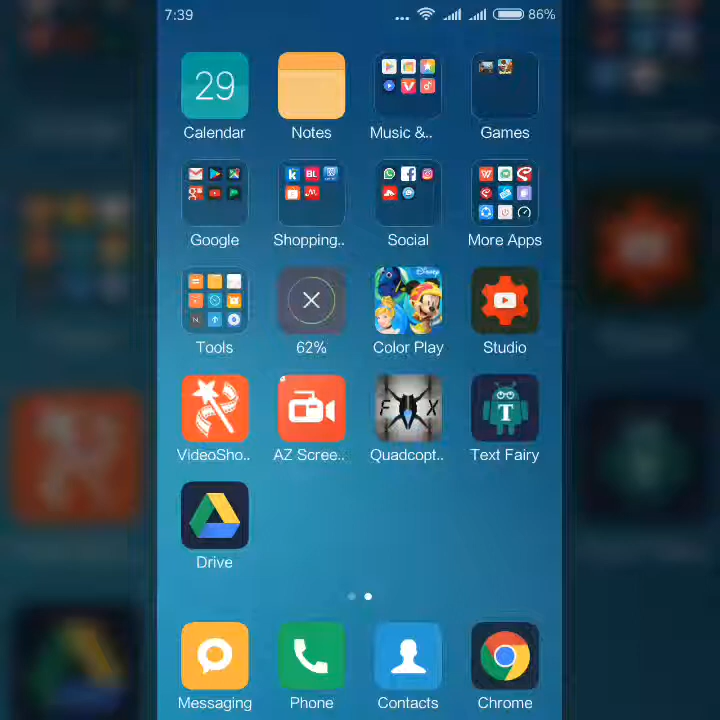 7:39 ... 86%
29
Calendar Notes Music &.. Games
Google Shopping.. Social More Apps
Tools 62% Color Play Studio
VideoSho.. AZ Scree.. Quadcopt.. Text Fairy
Drive
Messaging Phone Contacts Chrome